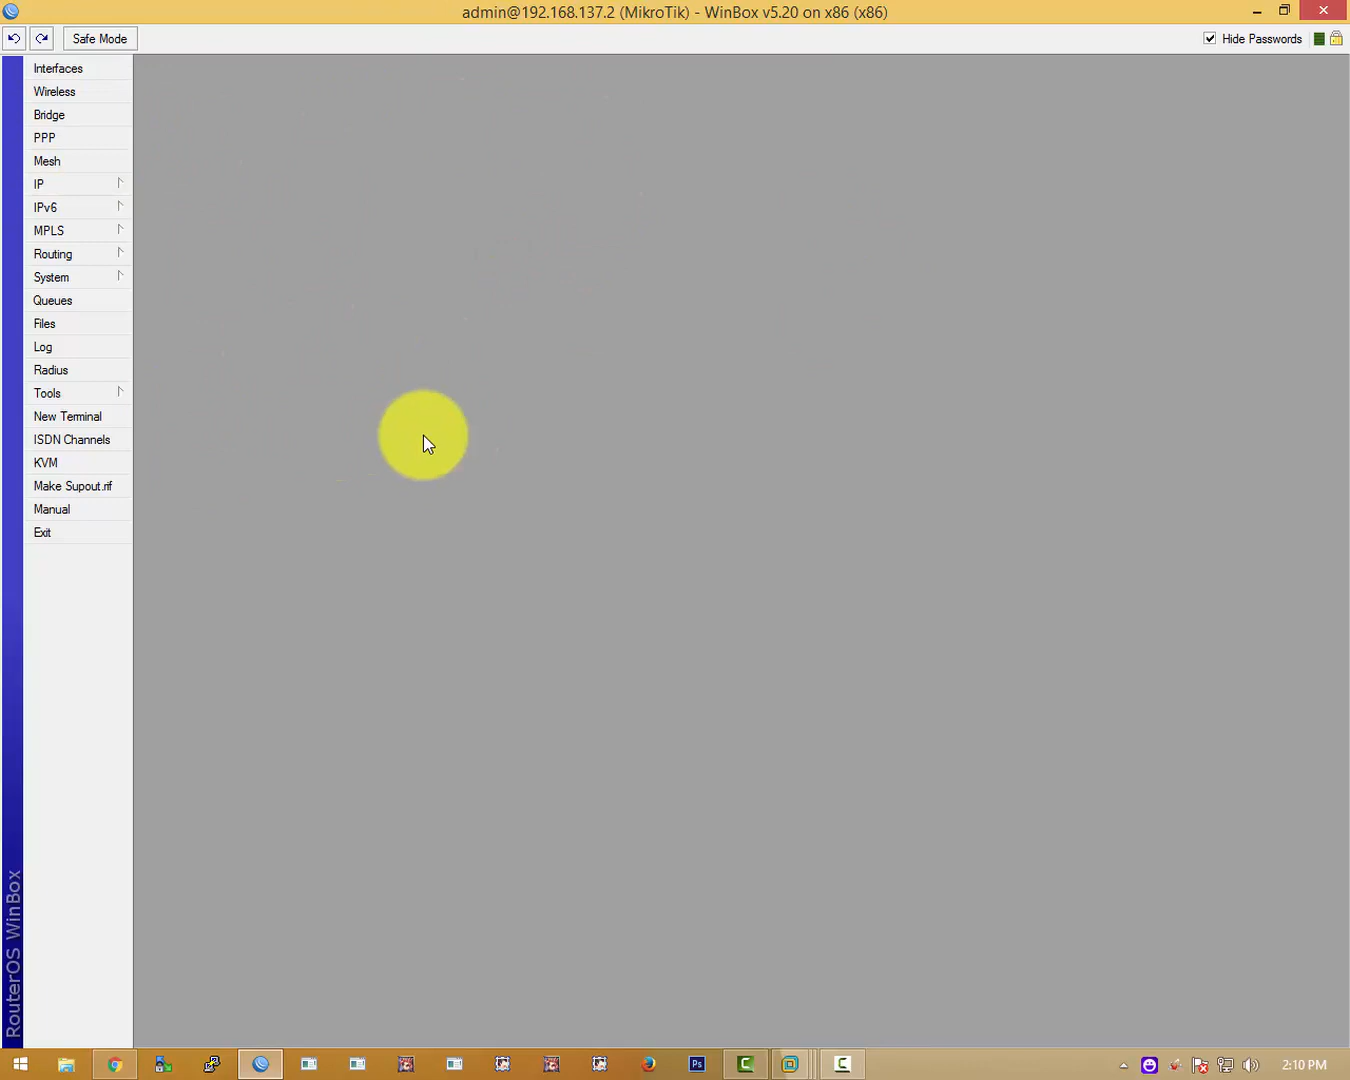 admin@192.168.137.2 (MikroTik) - WinBox v5.20 on x86 (x86)
Safe Mode
Hide Passwords
Interfaces
Wireless
Bridge
PPP
Mesh
IP
IPv6
MPLS
Routing
System
Queues
Files
Log
Radius
Tools
New Terminal
ISDN Channels
KVM
Make Supout.rif
Manual
Exit
RouterOS WinBox
Ps
2:10 PM